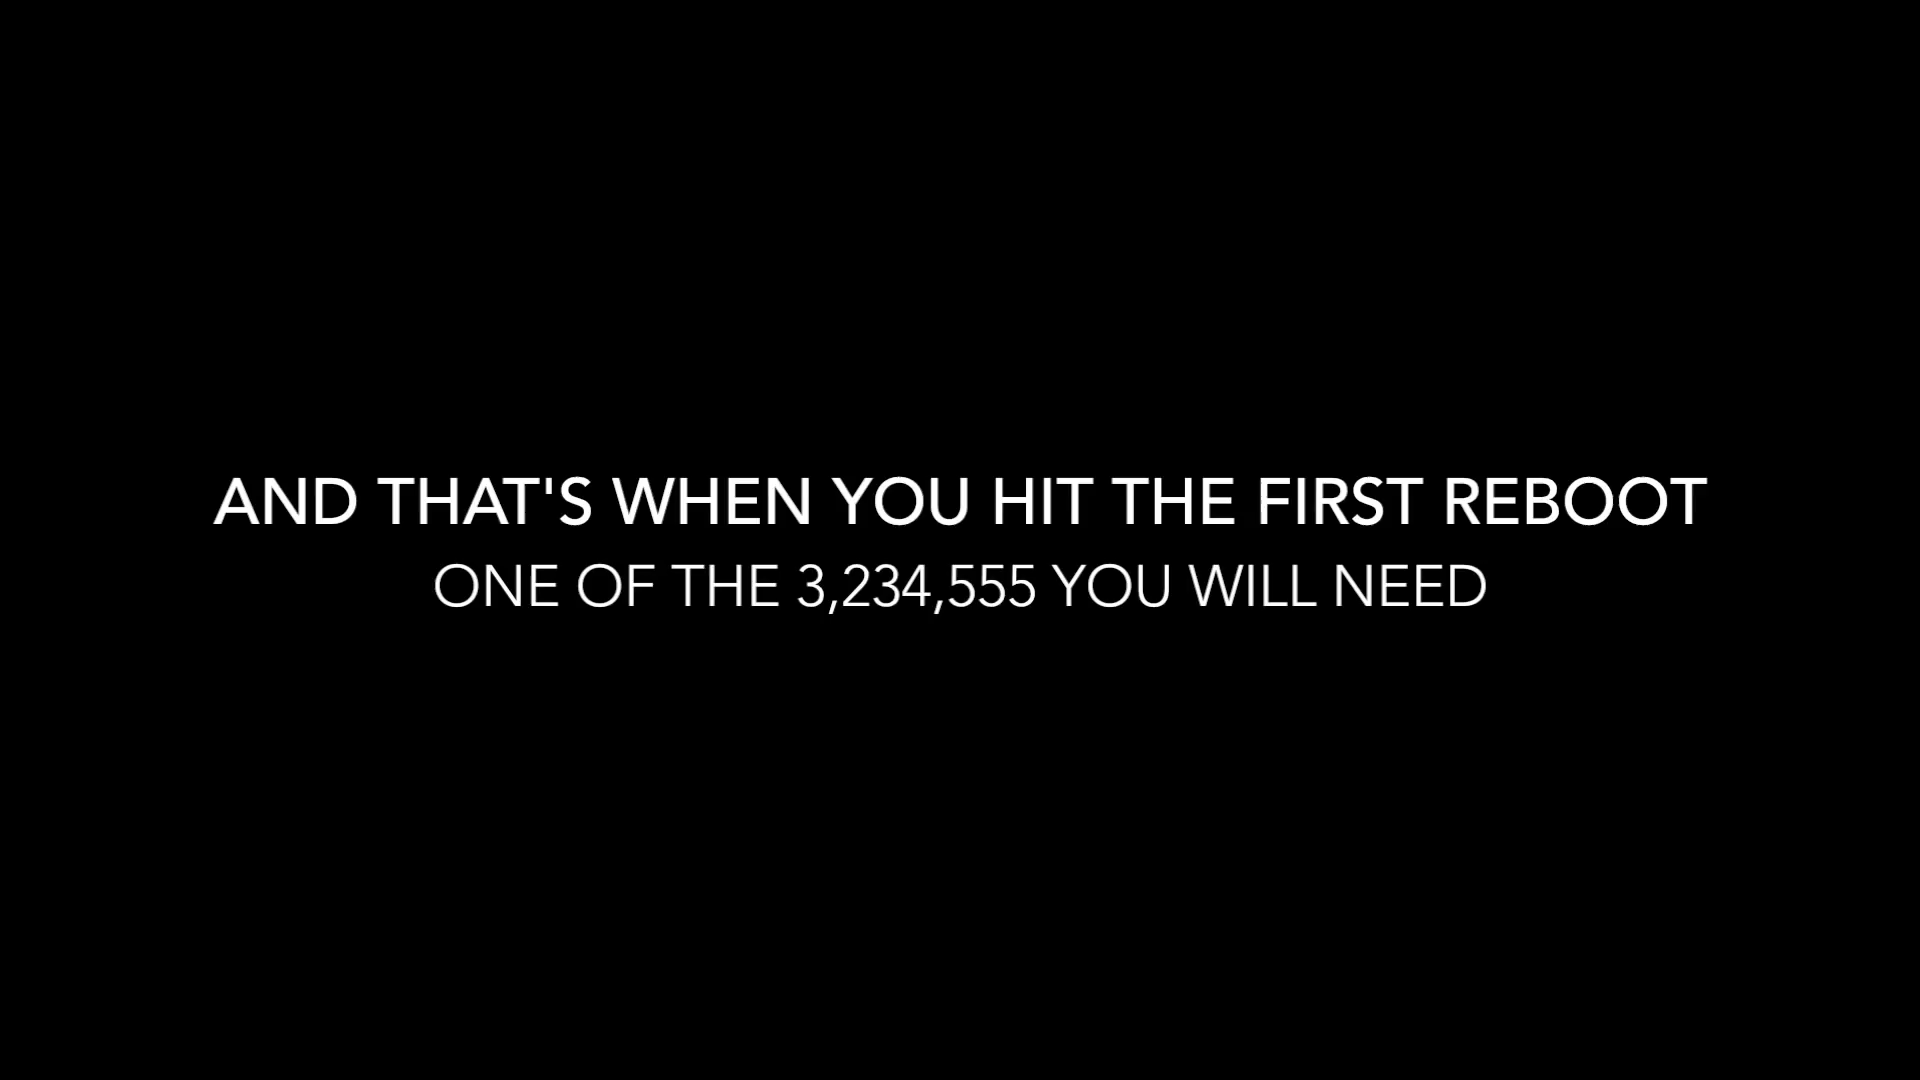 AND THAT'S WHEN YOU HIT THE FIRST REBOOT
ONE OF THE 3,234,555 YOU WILL NEED